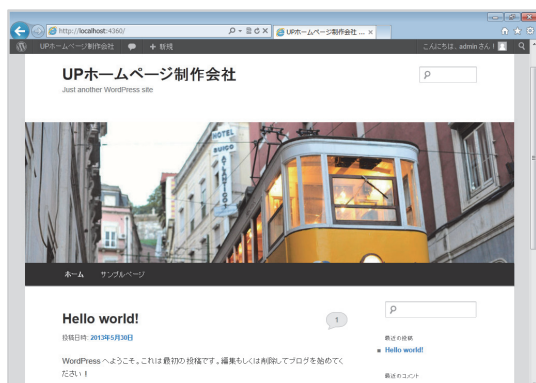 http://localhost:4360/
UPホームページ制作会社 ... ×
UPホームページ制作会社 + 新規 こんにちは、admin さん！
UPホームページ制作会社
Just another WordPress site
HOTEL
SUIÇO
ATLANTICO
ホーム サンプルページ
Hello world!
1
投稿日時: 2013年5月30日
WordPress へようこそ。これは最初の投稿です。編集もしくは削除してブログを始めてく
ださい！
最近の投稿
Hello world!
最近のコメント